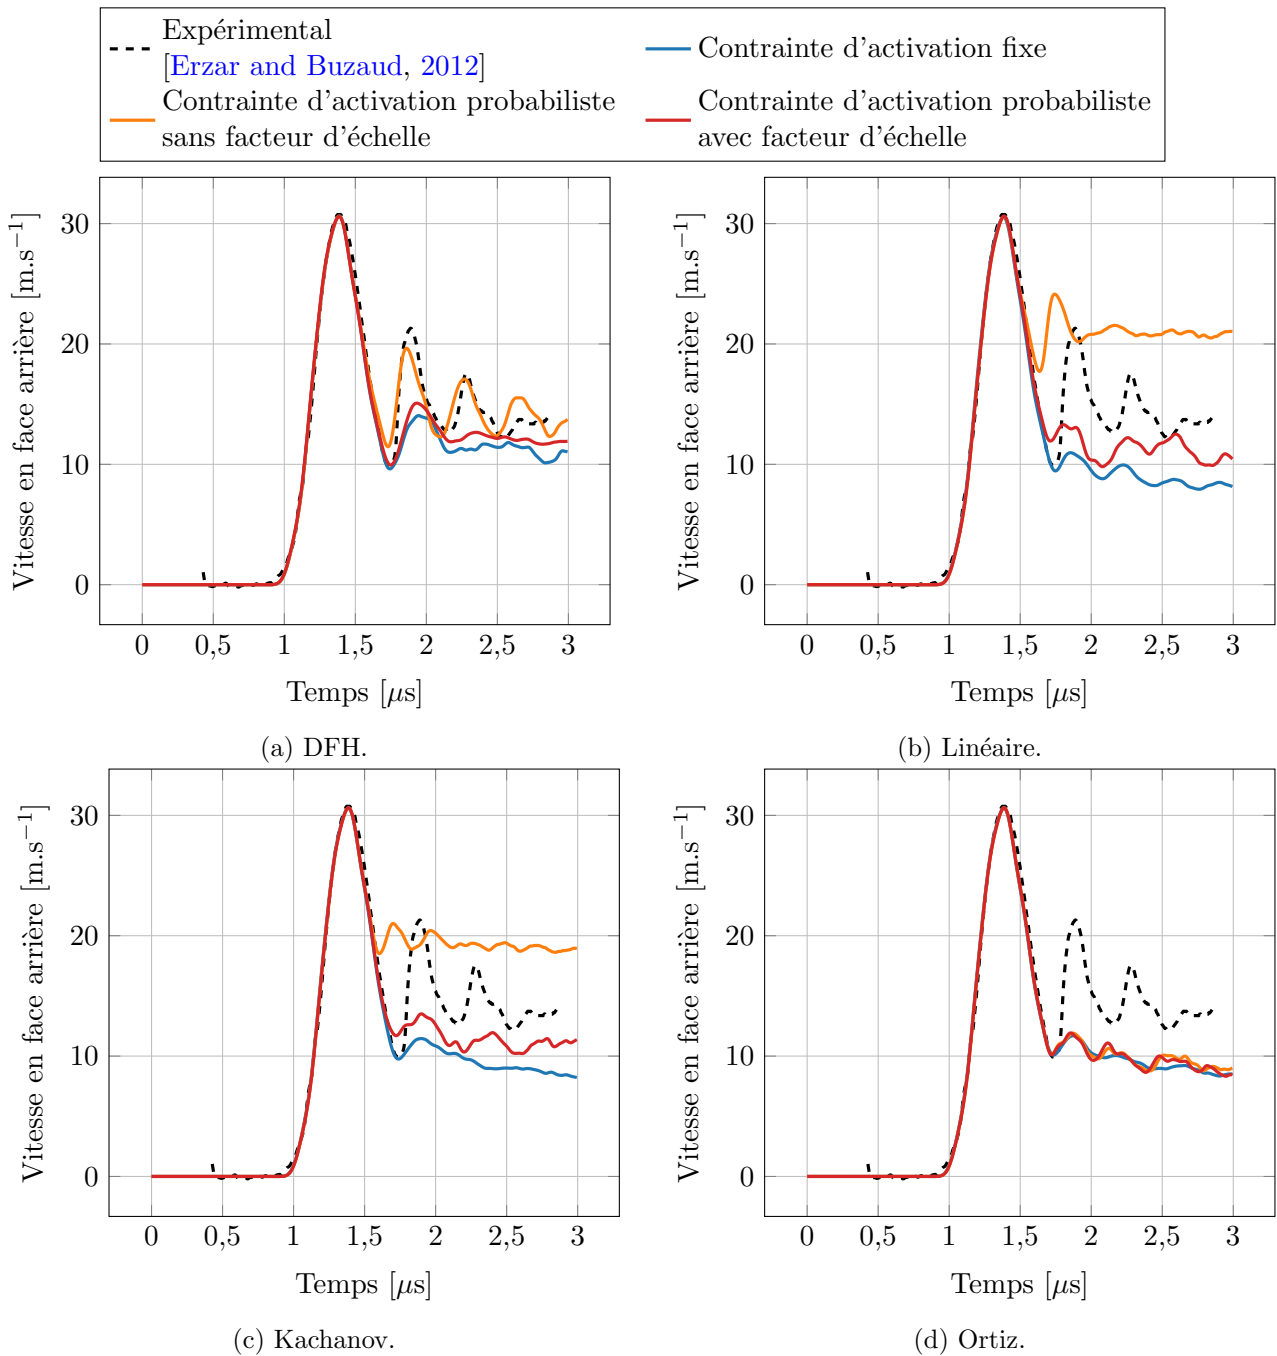 Expérimental
[Erzar and Buzaud, 2012]
Contrainte d'activation fixe
Contrainte d'activation probabiliste
sans facteur d'échelle
Contrainte d'activation probabiliste
avec facteur d'échelle
Vitesse en face arrière [m.s⁻¹]
30
20
10
0
0 0,5 1 1,5 2 2,5 3
Temps [μs]
(a) DFH.
Vitesse en face arrière [m.s⁻¹]
30
20
10
0
0 0,5 1 1,5 2 2,5 3
Temps [μs]
(b) Linéaire.
Vitesse en face arrière [m.s⁻¹]
30
20
10
0
0 0,5 1 1,5 2 2,5 3
Temps [μs]
(c) Kachanov.
Vitesse en face arrière [m.s⁻¹]
30
20
10
0
0 0,5 1 1,5 2 2,5 3
Temps [μs]
(d) Ortiz.